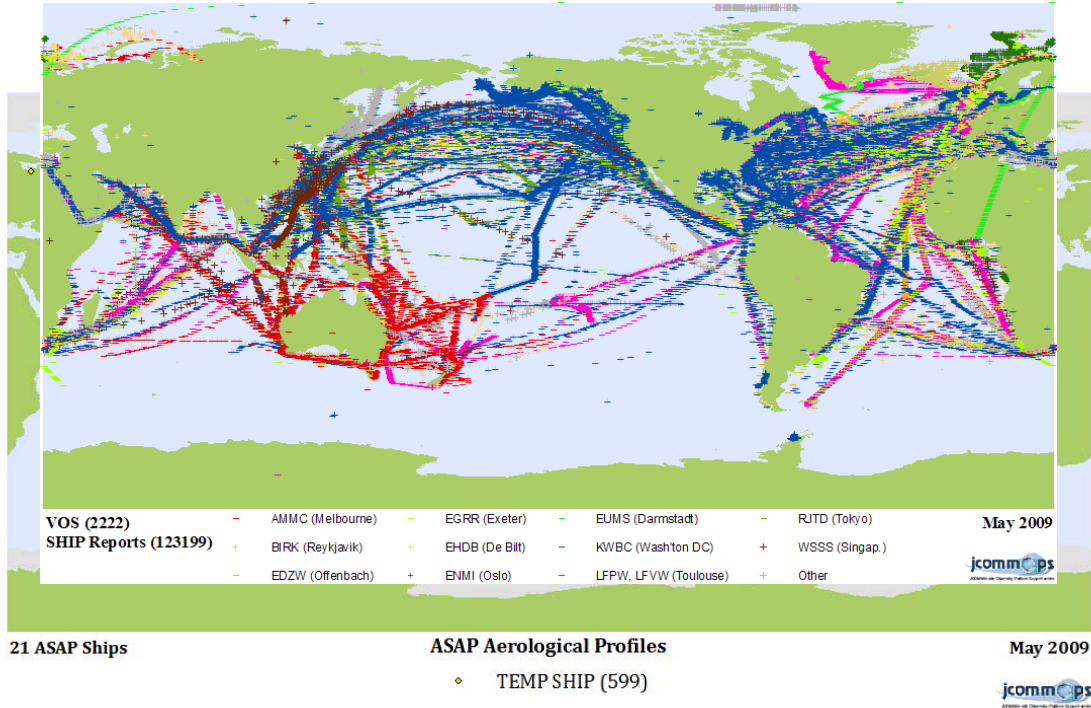 VOS (2222)
SHIP Reports (123199)
AMMC (Melbourne)
EGRR (Exeter)
EUMS (Darmstadt)
RJTD (Tokyo)
May 2009
BIRK (Reykjavik)
EHDB (De Bilt)
KWBC (Wash'ton DC)
WSSS (Singap.)
EDZW (Offenbach)
ENMI (Oslo)
LFPW, LFVW (Toulouse)
Other
jcommops
21 ASAP Ships
ASAP Aerological Profiles
May 2009
TEMP SHIP (599)
jcommops